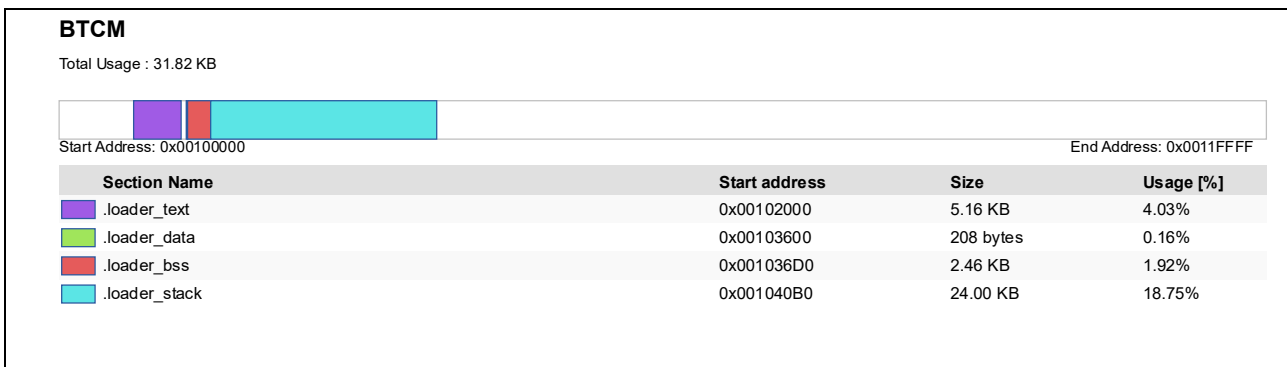 BTCM
Total Usage : 31.82 KB
Start Address: 0x00100000 End Address: 0x0011FFFF
Section Name Start address Size Usage [%]
.loader_text 0x00102000 5.16 KB 4.03%
.loader_data 0x00103600 208 bytes 0.16%
.loader_bss 0x001036D0 2.46 KB 1.92%
.loader_stack 0x001040B0 24.00 KB 18.75%